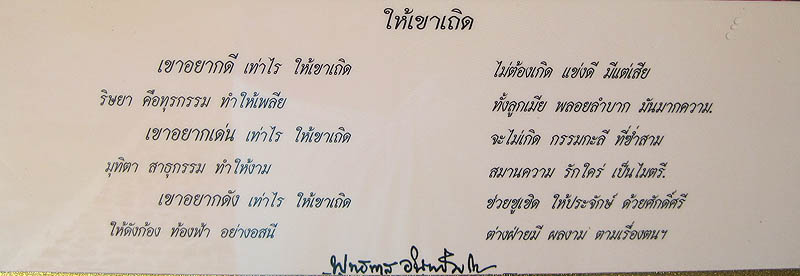 ให้เขาเถิด
เขาอยากดี เท่าไร ให้เขาเถิด ไม่ต้องเกิด แข่งดี มีแต่เสีย
ริษยา คือทุรกรรม ทำให้เพลีย ทั้งลูกเมีย พลอยลำบาก มันมากความ.
เขาอยากเด่น เท่าไร ให้เขาเถิด จะไม่เกิด กรรมกะลี ที่ซ้ำสาม
มุทิตา สาธุกรรม ทำให้งาม สมานความ รักใคร่ เป็นไมตรี.
เขาอยากดัง เท่าไร ให้เขาเถิด ช่วยชูเชิด ให้ประจักษ์ ด้วยศักดิ์ศรี
ให้ดังก้อง ท้องฟ้า อย่างอสนี ต่างฝ่ายมี ผลงาม ตามเรื่องตนฯ
พุทธทาส อินทปัญโญ